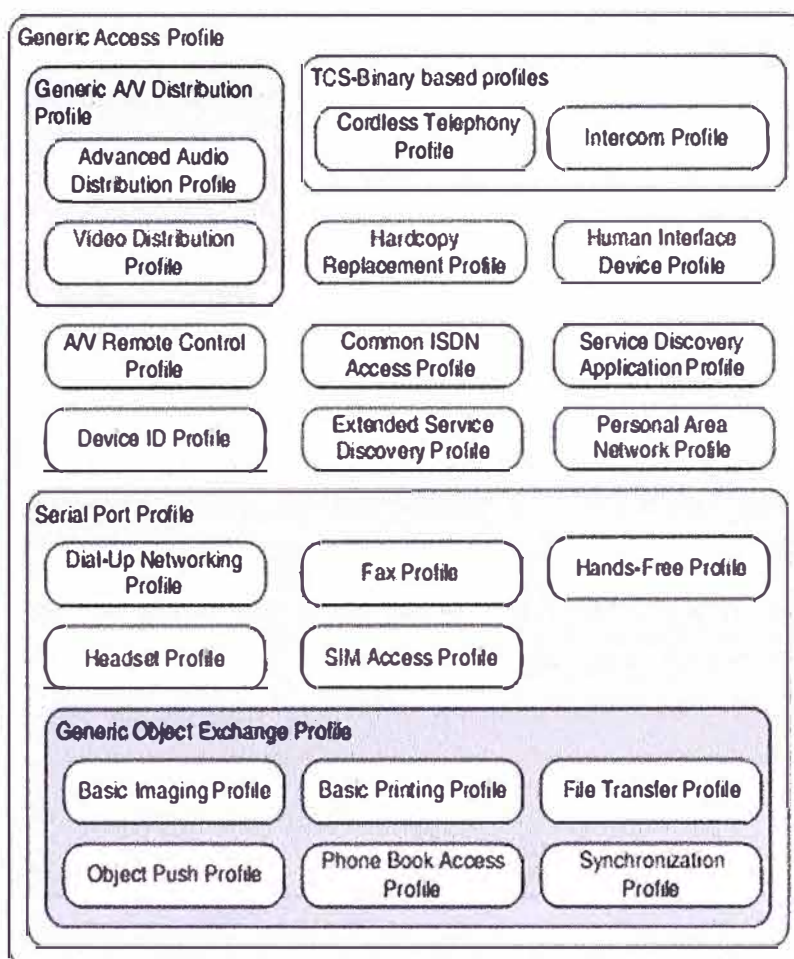 Generic Access Profile
Generic A/V Distribution
Profile
Advanced Audio
Distribution Profile
Video Distribution
Profile
TCS-Binary based profiles
Cordless Telephony
Profile
Intercom Profile
Hardcopy
Replacement Profile
Human Interface
Device Profile
A/V Remote Control
Profile
Common ISDN
Access Profile
Service Discovery
Application Profile
Device ID Profile
Extended Service
Discovery Profile
Personal Area
Network Profile
Serial Port Profile
Dial-Up Networking
Profile
Fax Profile
Hands-Free Profile
Headset Profile
SIM Access Profile
Generic Object Exchange Profile
Basic Imaging Profile
Basic Printing Profile
File Transfer Profile
Object Push Profile
Phone Book Access
Profile
Synchronization
Profile